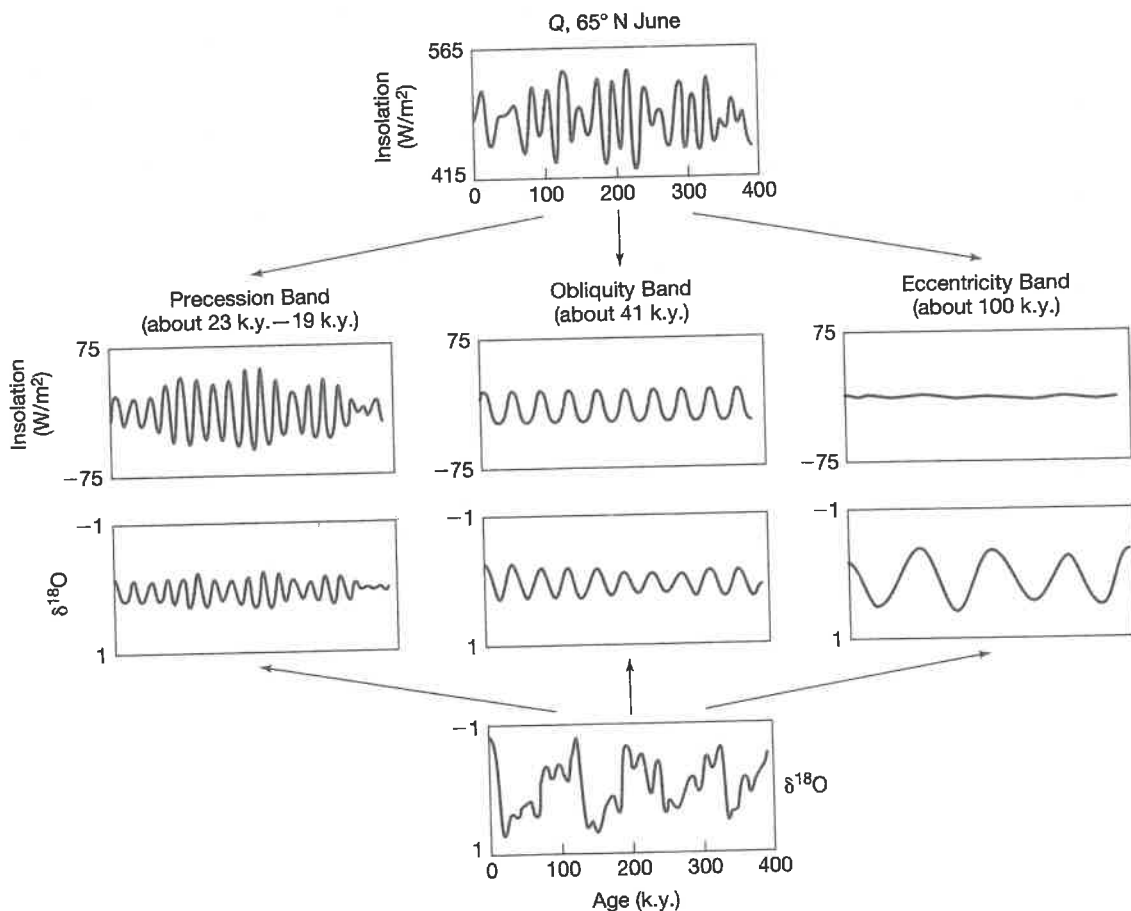 Q, 65° N June
565
Insolation
(W/m²)
415
0 100 200 300 400
Precession Band
(about 23 k.y.—19 k.y.)
Obliquity Band
(about 41 k.y.)
Eccentricity Band
(about 100 k.y.)
75
Insolation
(W/m²)
−75
75
−75
75
−75
−1
δ¹⁸O
1
−1
1
−1
1
−1
δ¹⁸O
1
0 100 200 300 400
Age (k.y.)